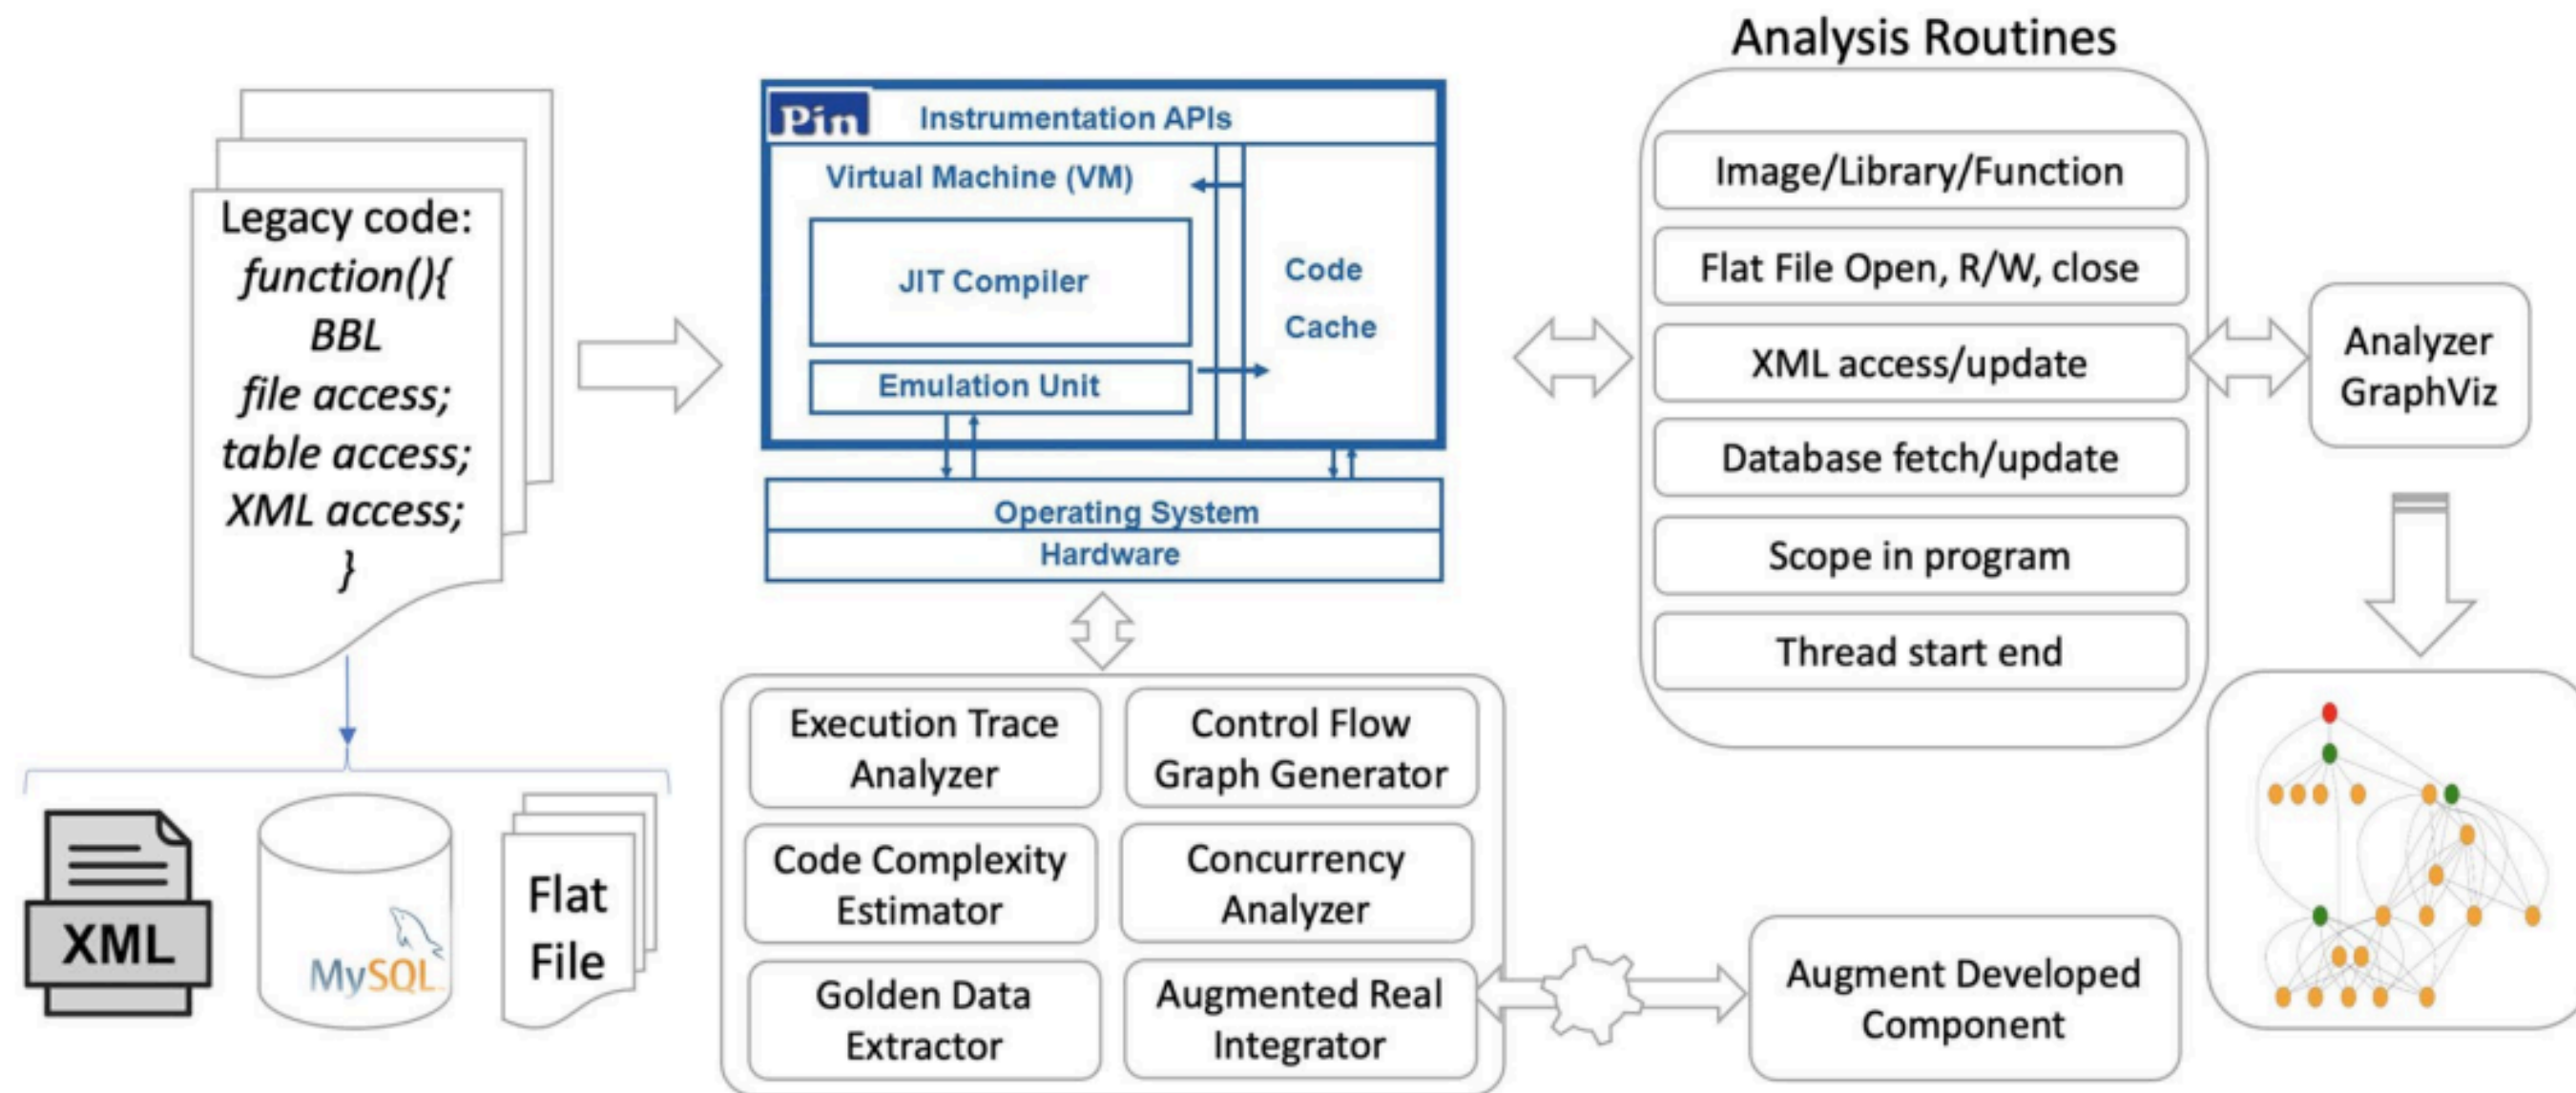 Legacy code:
function(){
BBL
file access;
table access;
XML access;
}
XML
MySQL
Flat
File
Pin
Instrumentation APIs
Virtual Machine (VM)
JIT Compiler
Emulation Unit
Code
Cache
Operating System
Hardware
Execution Trace
Analyzer
Control Flow
Graph Generator
Code Complexity
Estimator
Concurrency
Analyzer
Golden Data
Extractor
Augmented Real
Integrator
Analysis Routines
Image/Library/Function
Flat File Open, R/W, close
XML access/update
Database fetch/update
Scope in program
Thread start end
Analyzer
GraphViz
Augment Developed
Component